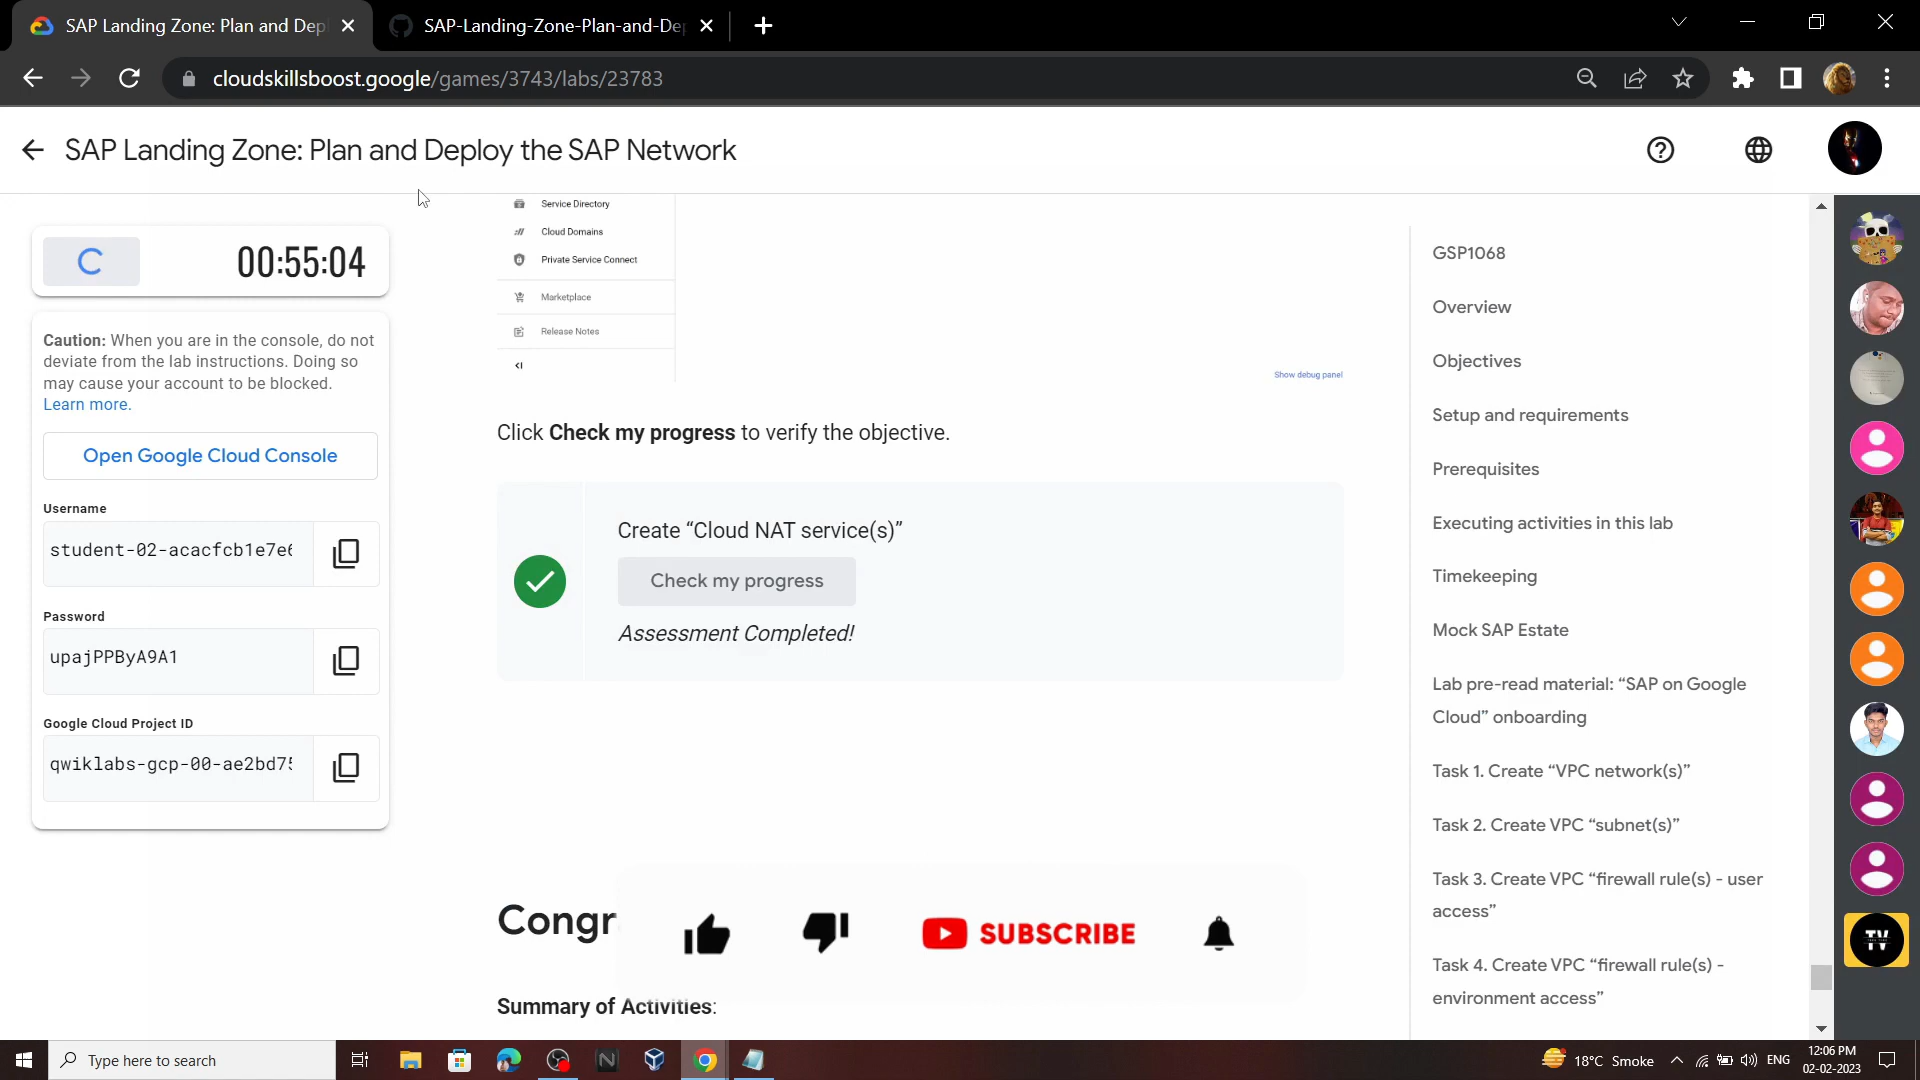 SAP Landing Zone: Plan and Dep
SAP-Landing-Zone-Plan-and-De
cloudskillsboost.google/games/3743/labs/23783
SAP Landing Zone: Plan and Deploy the SAP Network
00:55:04
Caution: When you are in the console, do not
deviate from the lab instructions. Doing so
may cause your account to be blocked.
Learn more.
Open Google Cloud Console
Username
student-02-acacfcb1e7e6
Password
upajPPByA9A1
Google Cloud Project ID
qwiklabs-gcp-00-ae2bd75
Service Directory
Cloud Domains
Private Service Connect
Marketplace
Release Notes
Show debug panel
Click Check my progress to verify the objective.
Create “Cloud NAT service(s)”
Check my progress
Assessment Completed!
Congr
SUBSCRIBE
Summary of Activities:
GSP1068
Overview
Objectives
Setup and requirements
Prerequisites
Executing activities in this lab
Timekeeping
Mock SAP Estate
Lab pre-read material: “SAP on Google
Cloud” onboarding
Task 1. Create “VPC network(s)”
Task 2. Create VPC “subnet(s)”
Task 3. Create VPC “firewall rule(s) - user
access”
Task 4. Create VPC “firewall rule(s) -
environment access”
TV
Type here to search
18°C Smoke
ENG
12:06 PM
02-02-2023